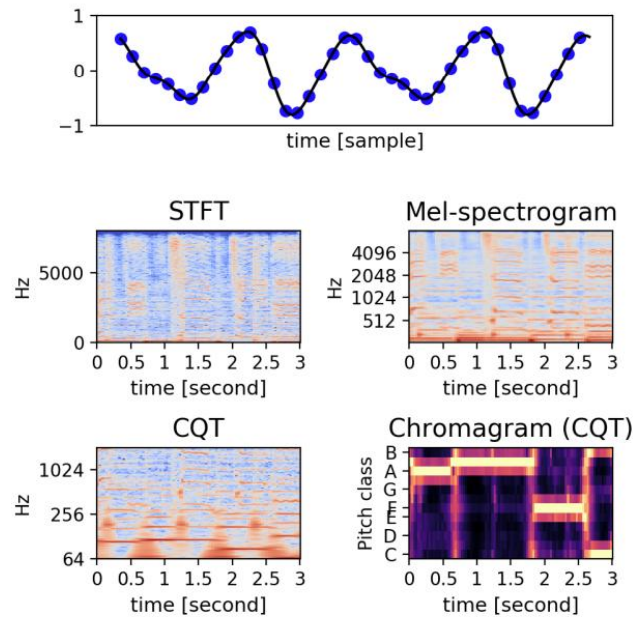 1
0
−1
time [sample]
STFT
Hz
5000
0
0 0.5 1 1.5 2 2.5 3
time [second]
Mel-spectrogram
Hz
4096
2048
1024
512
0 0.5 1 1.5 2 2.5 3
time [second]
CQT
Hz
1024
256
64
0 0.5 1 1.5 2 2.5 3
time [second]
Chromagram (CQT)
Pitch class
B
A
G
F
E
D
C
0 0.5 1 1.5 2 2.5 3
time [second]